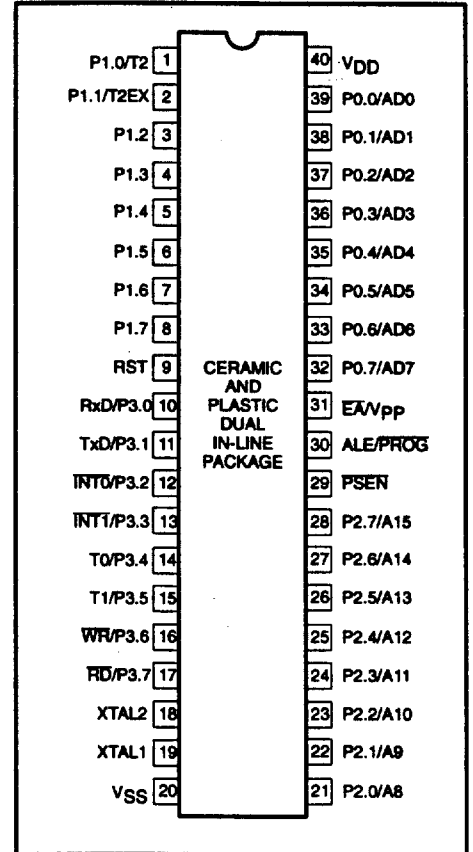 P1.0/T2 1 40 VDD
P1.1/T2EX 2 39 P0.0/AD0
P1.2 3 38 P0.1/AD1
P1.3 4 37 P0.2/AD2
P1.4 5 36 P0.3/AD3
P1.5 6 35 P0.4/AD4
P1.6 7 34 P0.5/AD5
P1.7 8 33 P0.6/AD6
RST 9 32 P0.7/AD7
RxD/P3.0 10 31 E̅A̅/VPP
TxD/P3.1 11 30 ALE/P̅R̅O̅G̅
I̅N̅T̅0̅/P3.2 12 29 P̅S̅E̅N̅
I̅N̅T̅1̅/P3.3 13 28 P2.7/A15
T0/P3.4 14 27 P2.6/A14
T1/P3.5 15 26 P2.5/A13
W̅R̅/P3.6 16 25 P2.4/A12
R̅D̅/P3.7 17 24 P2.3/A11
XTAL2 18 23 P2.2/A10
XTAL1 19 22 P2.1/A9
VSS 20 21 P2.0/A8
CERAMIC
AND
PLASTIC
DUAL
IN-LINE
PACKAGE